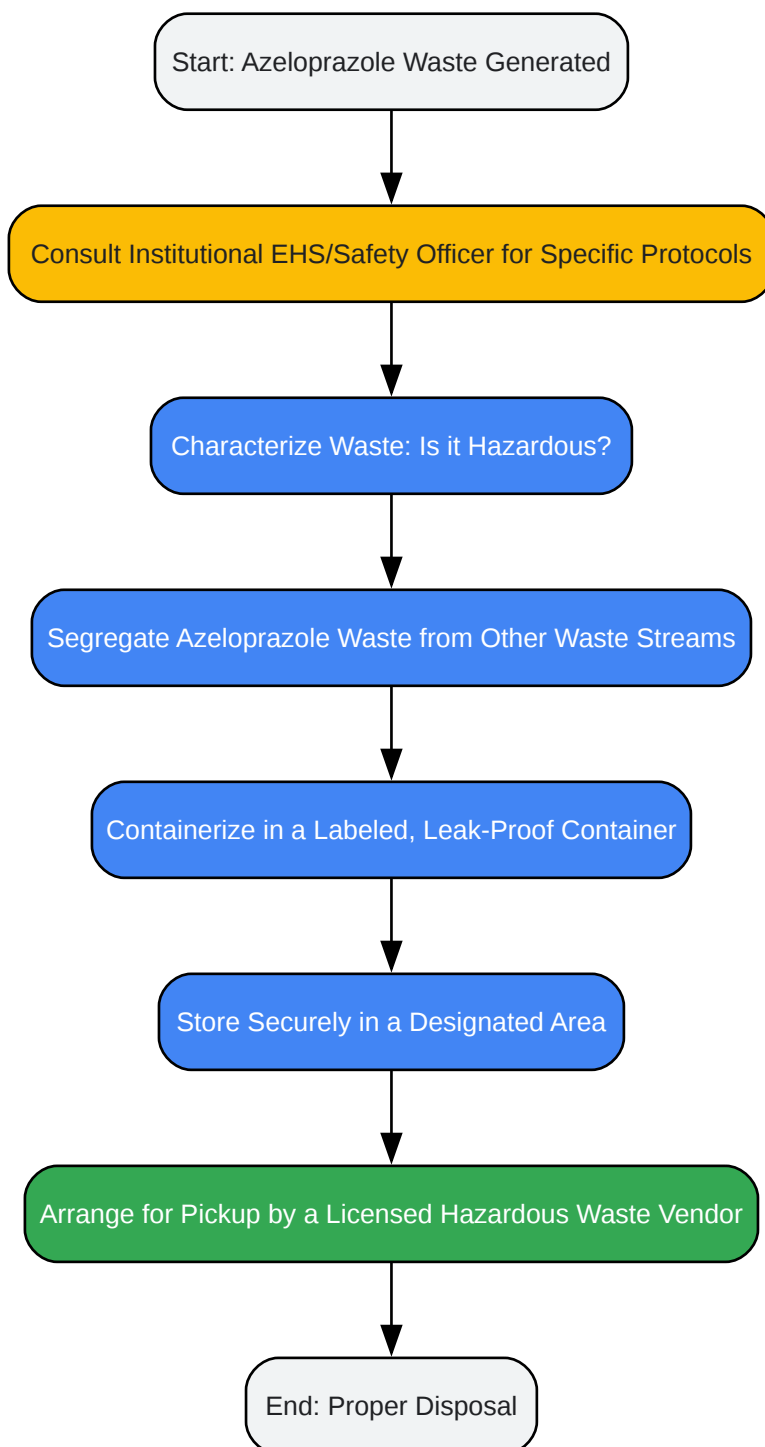 Start: Azeloprazole Waste Generated
Consult Institutional EHS/Safety Officer for Specific Protocols
Characterize Waste: Is it Hazardous?
Segregate Azeloprazole Waste from Other Waste Streams
Containerize in a Labeled, Leak-Proof Container
Store Securely in a Designated Area
Arrange for Pickup by a Licensed Hazardous Waste Vendor
End: Proper Disposal